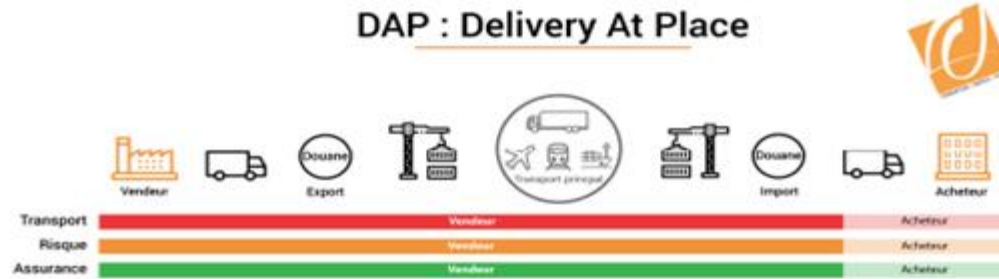 DAP : Delivery At Place
Douane
Douane
Transport principal
Vendeur
Export
Import
Acheteur
Transport Vendeur Acheteur
Risque Vendeur Acheteur
Assurance Vendeur Acheteur